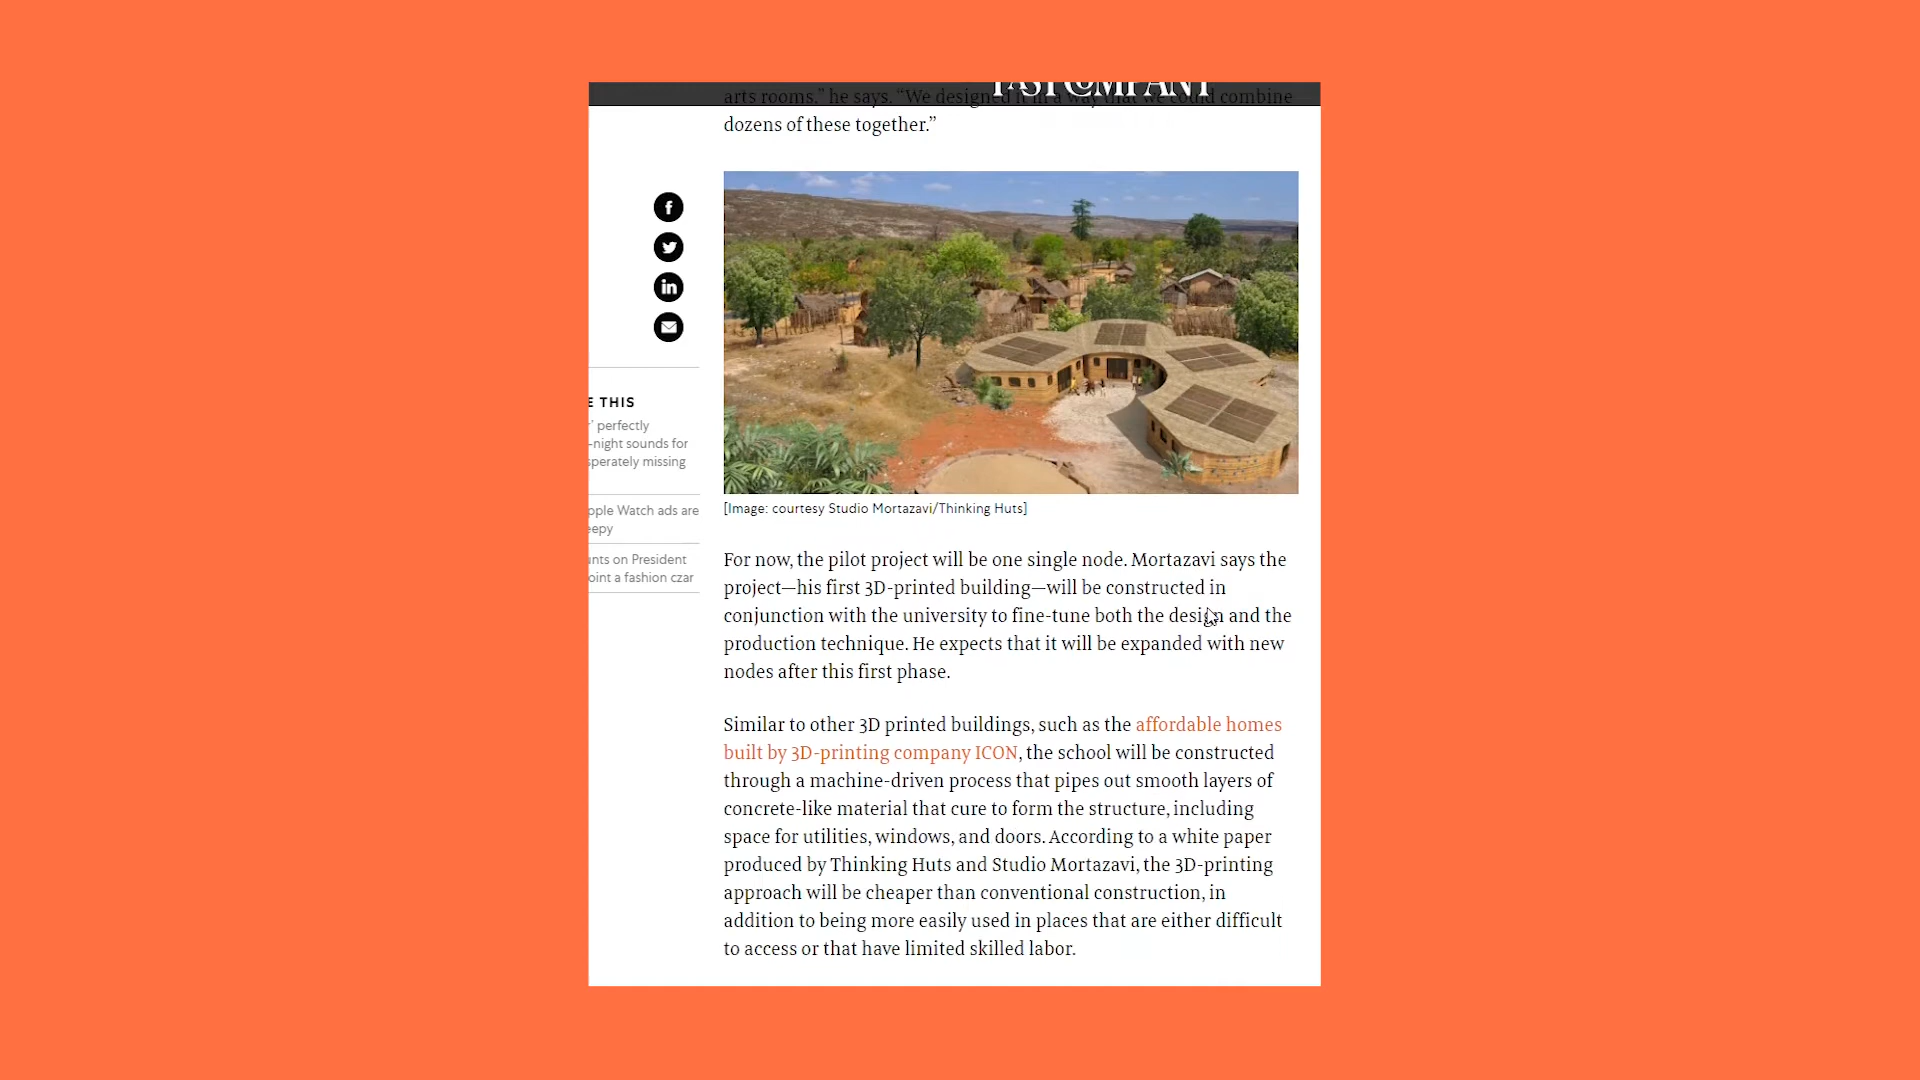 FAST COMPANY
arts rooms,” he says. “We designed it in a way that we could combine
dozens of these together.”
E THIS
’ perfectly
-night sounds for
sperately missing
pple Watch ads are
eepy
unts on President
oint a fashion czar
[Image: courtesy Studio Mortazavi/Thinking Huts]
For now, the pilot project will be one single node. Mortazavi says the
project—his first 3D-printed building—will be constructed in
conjunction with the university to fine-tune both the design and the
production technique. He expects that it will be expanded with new
nodes after this first phase.
Similar to other 3D printed buildings, such as the affordable homes
built by 3D-printing company ICON, the school will be constructed
through a machine-driven process that pipes out smooth layers of
concrete-like material that cure to form the structure, including
space for utilities, windows, and doors. According to a white paper
produced by Thinking Huts and Studio Mortazavi, the 3D-printing
approach will be cheaper than conventional construction, in
addition to being more easily used in places that are either difficult
to access or that have limited skilled labor.